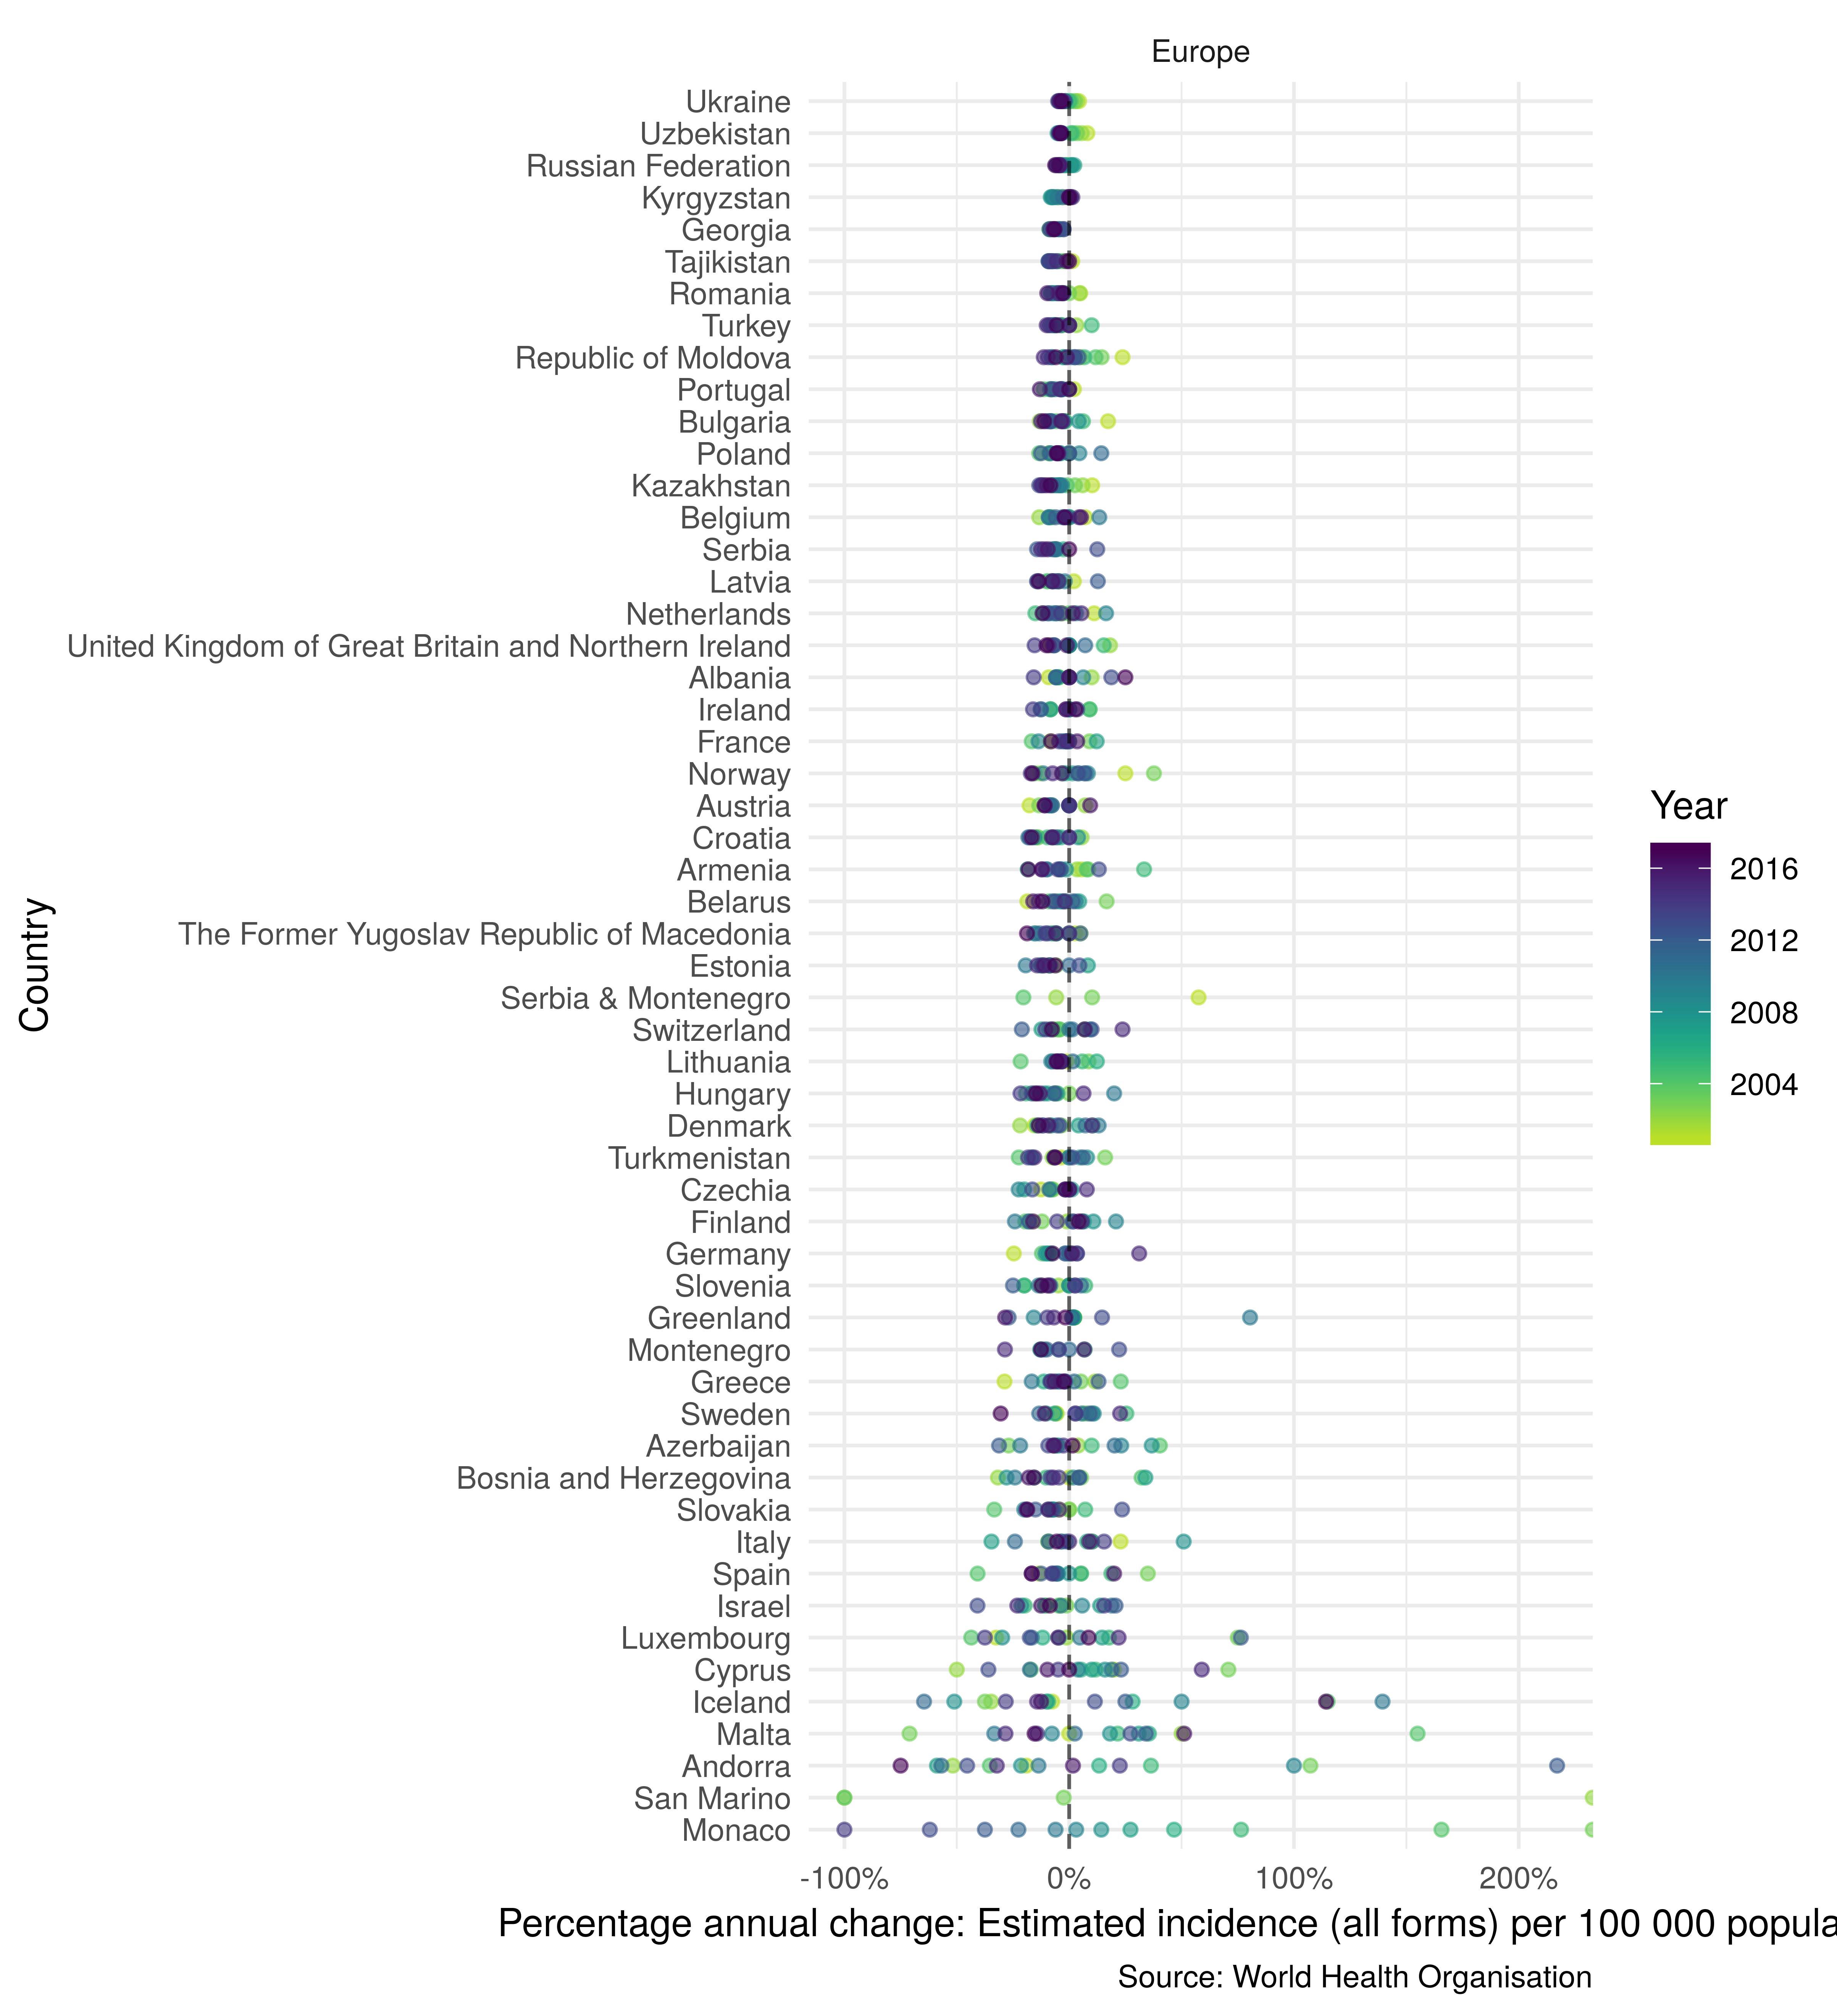 Europe
Ukraine
Uzbekistan
Russian Federation
Kyrgyzstan
Georgia
Tajikistan
Romania
Turkey
Republic of Moldova
Portugal
Bulgaria
Poland
Kazakhstan
Belgium
Serbia
Latvia
Netherlands
United Kingdom of Great Britain and Northern Ireland
Albania
Ireland
France
Norway
Austria
Croatia
Armenia
Belarus
The Former Yugoslav Republic of Macedonia
Estonia
Serbia & Montenegro
Switzerland
Lithuania
Hungary
Denmark
Turkmenistan
Czechia
Finland
Germany
Slovenia
Greenland
Montenegro
Greece
Sweden
Azerbaijan
Bosnia and Herzegovina
Slovakia
Italy
Spain
Israel
Luxembourg
Cyprus
Iceland
Malta
Andorra
San Marino
Monaco
Country
-100% 0% 100% 200%
Percentage annual change: Estimated incidence (all forms) per 100 000 popula
Source: World Health Organisation
Year
2016
2012
2008
2004